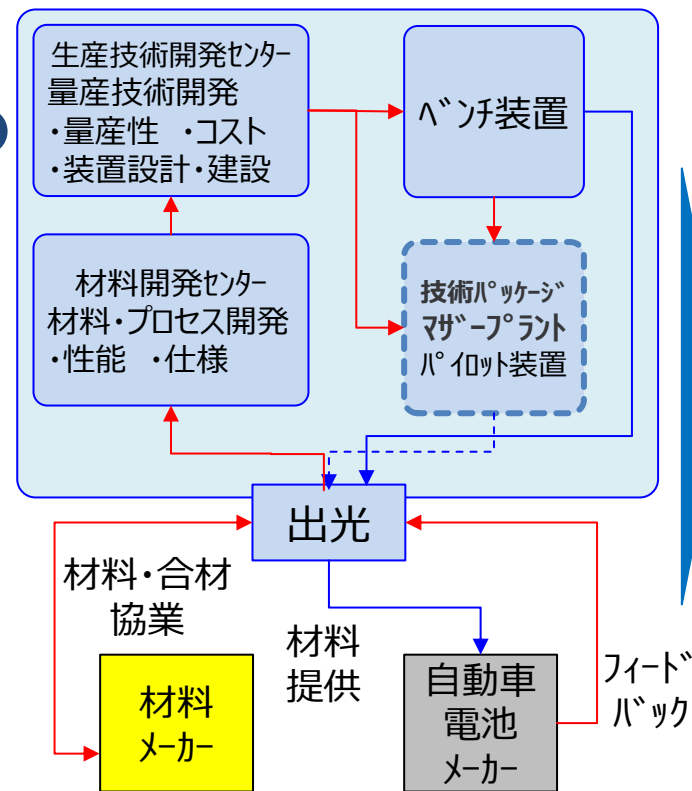 生産技術開発ｾﾝﾀｰ
量産技術開発
・量産性 ・コスト
・装置設計・建設
ﾍﾞﾝﾁ装置
材料開発ｾﾝﾀｰ
材料・プロセス開発
・性能 ・仕様
技術ﾊﾟｯｹｰｼﾞ
ﾏｻﾞｰﾌﾟﾗﾝﾄ
ﾊﾟｲﾛｯﾄ装置
出光
材料・合材
協業
材料
提供
材料
ﾒｰｶｰ
自動車
電池
ﾒｰｶｰ
ﾌｨｰﾄﾞ
ﾊﾞｯｸ